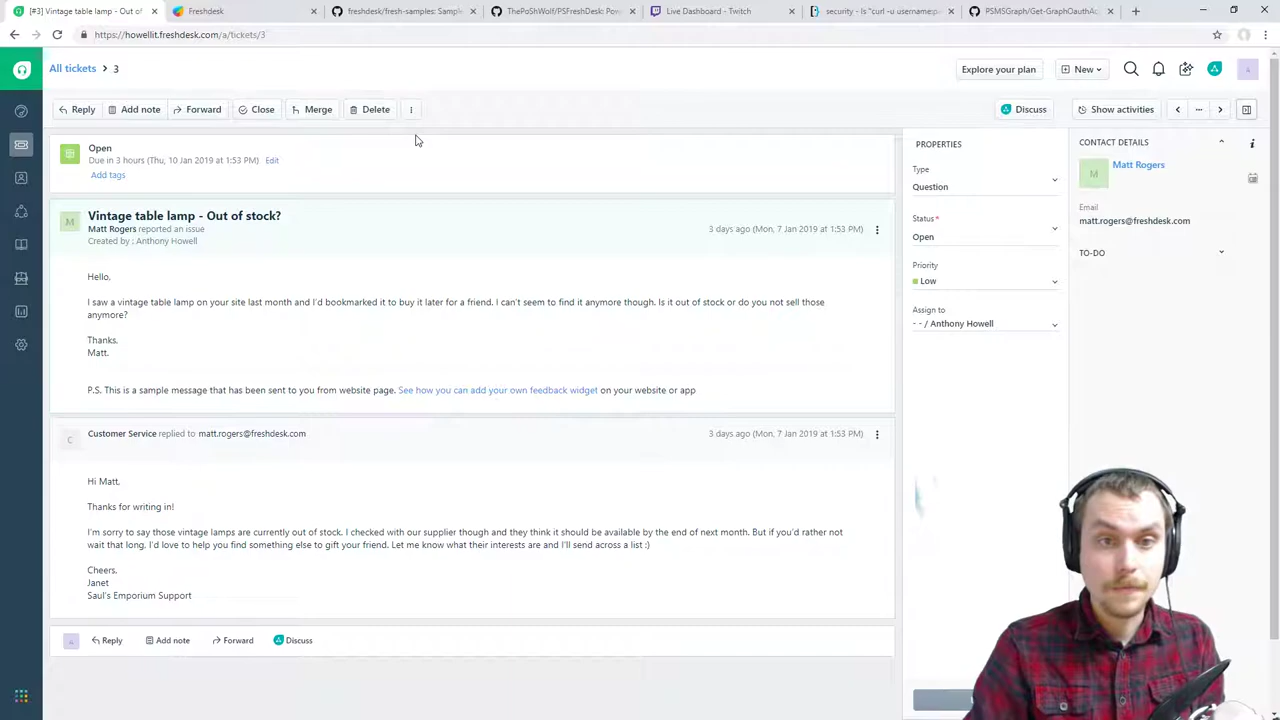 [#3] Vintage table lamp - Out of
Freshdesk
freshdesk/fresh-samples: Sampl
ThePoShWolf/PSFreshDesk: Pow
Live Dashboard - Twitch
security - Is "curl -u username:p
PSMSGraph/Get-GraphOauthAc
https://howellit.freshdesk.com/a/tickets/3
All tickets > 3
Explore your plan
New
Reply
Add note
Forward
Close
Merge
Delete
Discuss
Show activities
Open
Due in 3 hours (Thu, 10 Jan 2019 at 1:53 PM) Edit
Add tags
M
Vintage table lamp - Out of stock?
Matt Rogers reported an issue
Created by : Anthony Howell
3 days ago (Mon, 7 Jan 2019 at 1:53 PM)
Hello,
I saw a vintage table lamp on your site last month and I'd bookmarked it to buy it later for a friend. I can't seem to find it anymore though. Is it out of stock or do you not sell those
anymore?
Thanks,
Matt.
P.S. This is a sample message that has been sent to you from website page. See how you can add your own feedback widget on your website or app
C
Customer Service replied to matt.rogers@freshdesk.com
3 days ago (Mon, 7 Jan 2019 at 1:53 PM)
Hi Matt,
Thanks for writing in!
I'm sorry to say those vintage lamps are currently out of stock. I checked with our supplier though and they think it should be available by the end of next month. But if you'd rather not
wait that long, I'd love to help you find something else to gift your friend. Let me know what their interests are and I'll send across a list :)
Cheers,
Janet
Saul's Emporium Support
A
Reply
Add note
Forward
Discuss
PROPERTIES
Type
Question
Status*
Open
Priority
Low
Assign to
- - / Anthony Howell
CONTACT DETAILS
M
Matt Rogers
Email
matt.rogers@freshdesk.com
TO-DO